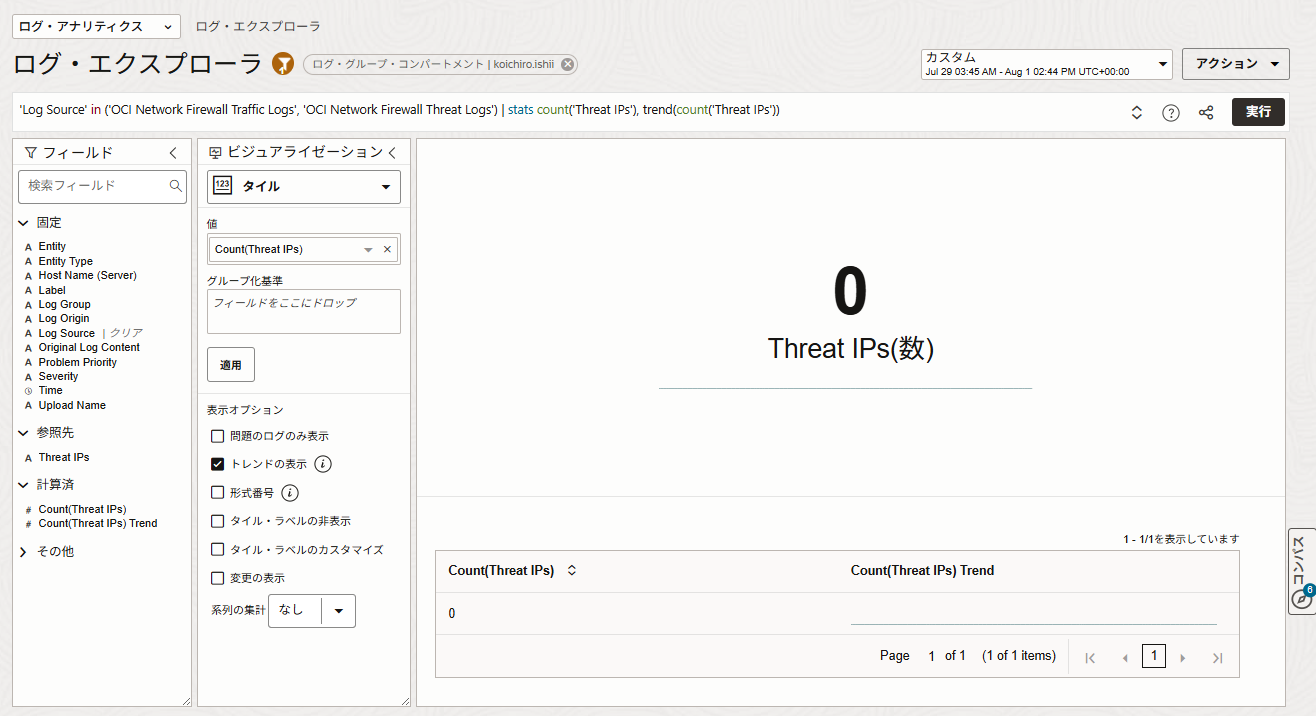 ログ・アナリティクス ログ・エクスプローラ
ログ・エクスプローラ ログ・グループ・コンパートメント | koichiro.ishii
カスタム
Jul 29 03:45 AM - Aug 1 02:44 PM UTC+00:00
アクション
'Log Source' in ('OCI Network Firewall Traffic Logs', 'OCI Network Firewall Threat Logs') | stats count('Threat IPs'), trend(count('Threat IPs'))
実行
フィールド
検索フィールド
固定
A Entity
A Entity Type
A Host Name (Server)
A Label
A Log Group
A Log Origin
A Log Source | クリア
A Original Log Content
A Problem Priority
A Severity
Time
A Upload Name
参照先
A Threat IPs
計算済
# Count(Threat IPs)
# Count(Threat IPs) Trend
その他
ビジュアライゼーション
123 タイル
値
Count(Threat IPs)
グループ化基準
フィールドをここにドロップ
適用
表示オプション
問題のログのみ表示
トレンドの表示
形式番号
タイル・ラベルの非表示
タイル・ラベルのカスタマイズ
変更の表示
系列の集計 なし
0
Threat IPs(数)
1 - 1/1を表示しています
Count(Threat IPs) Count(Threat IPs) Trend
0
Page 1 of 1 (1 of 1 items) 1
コンパス
6